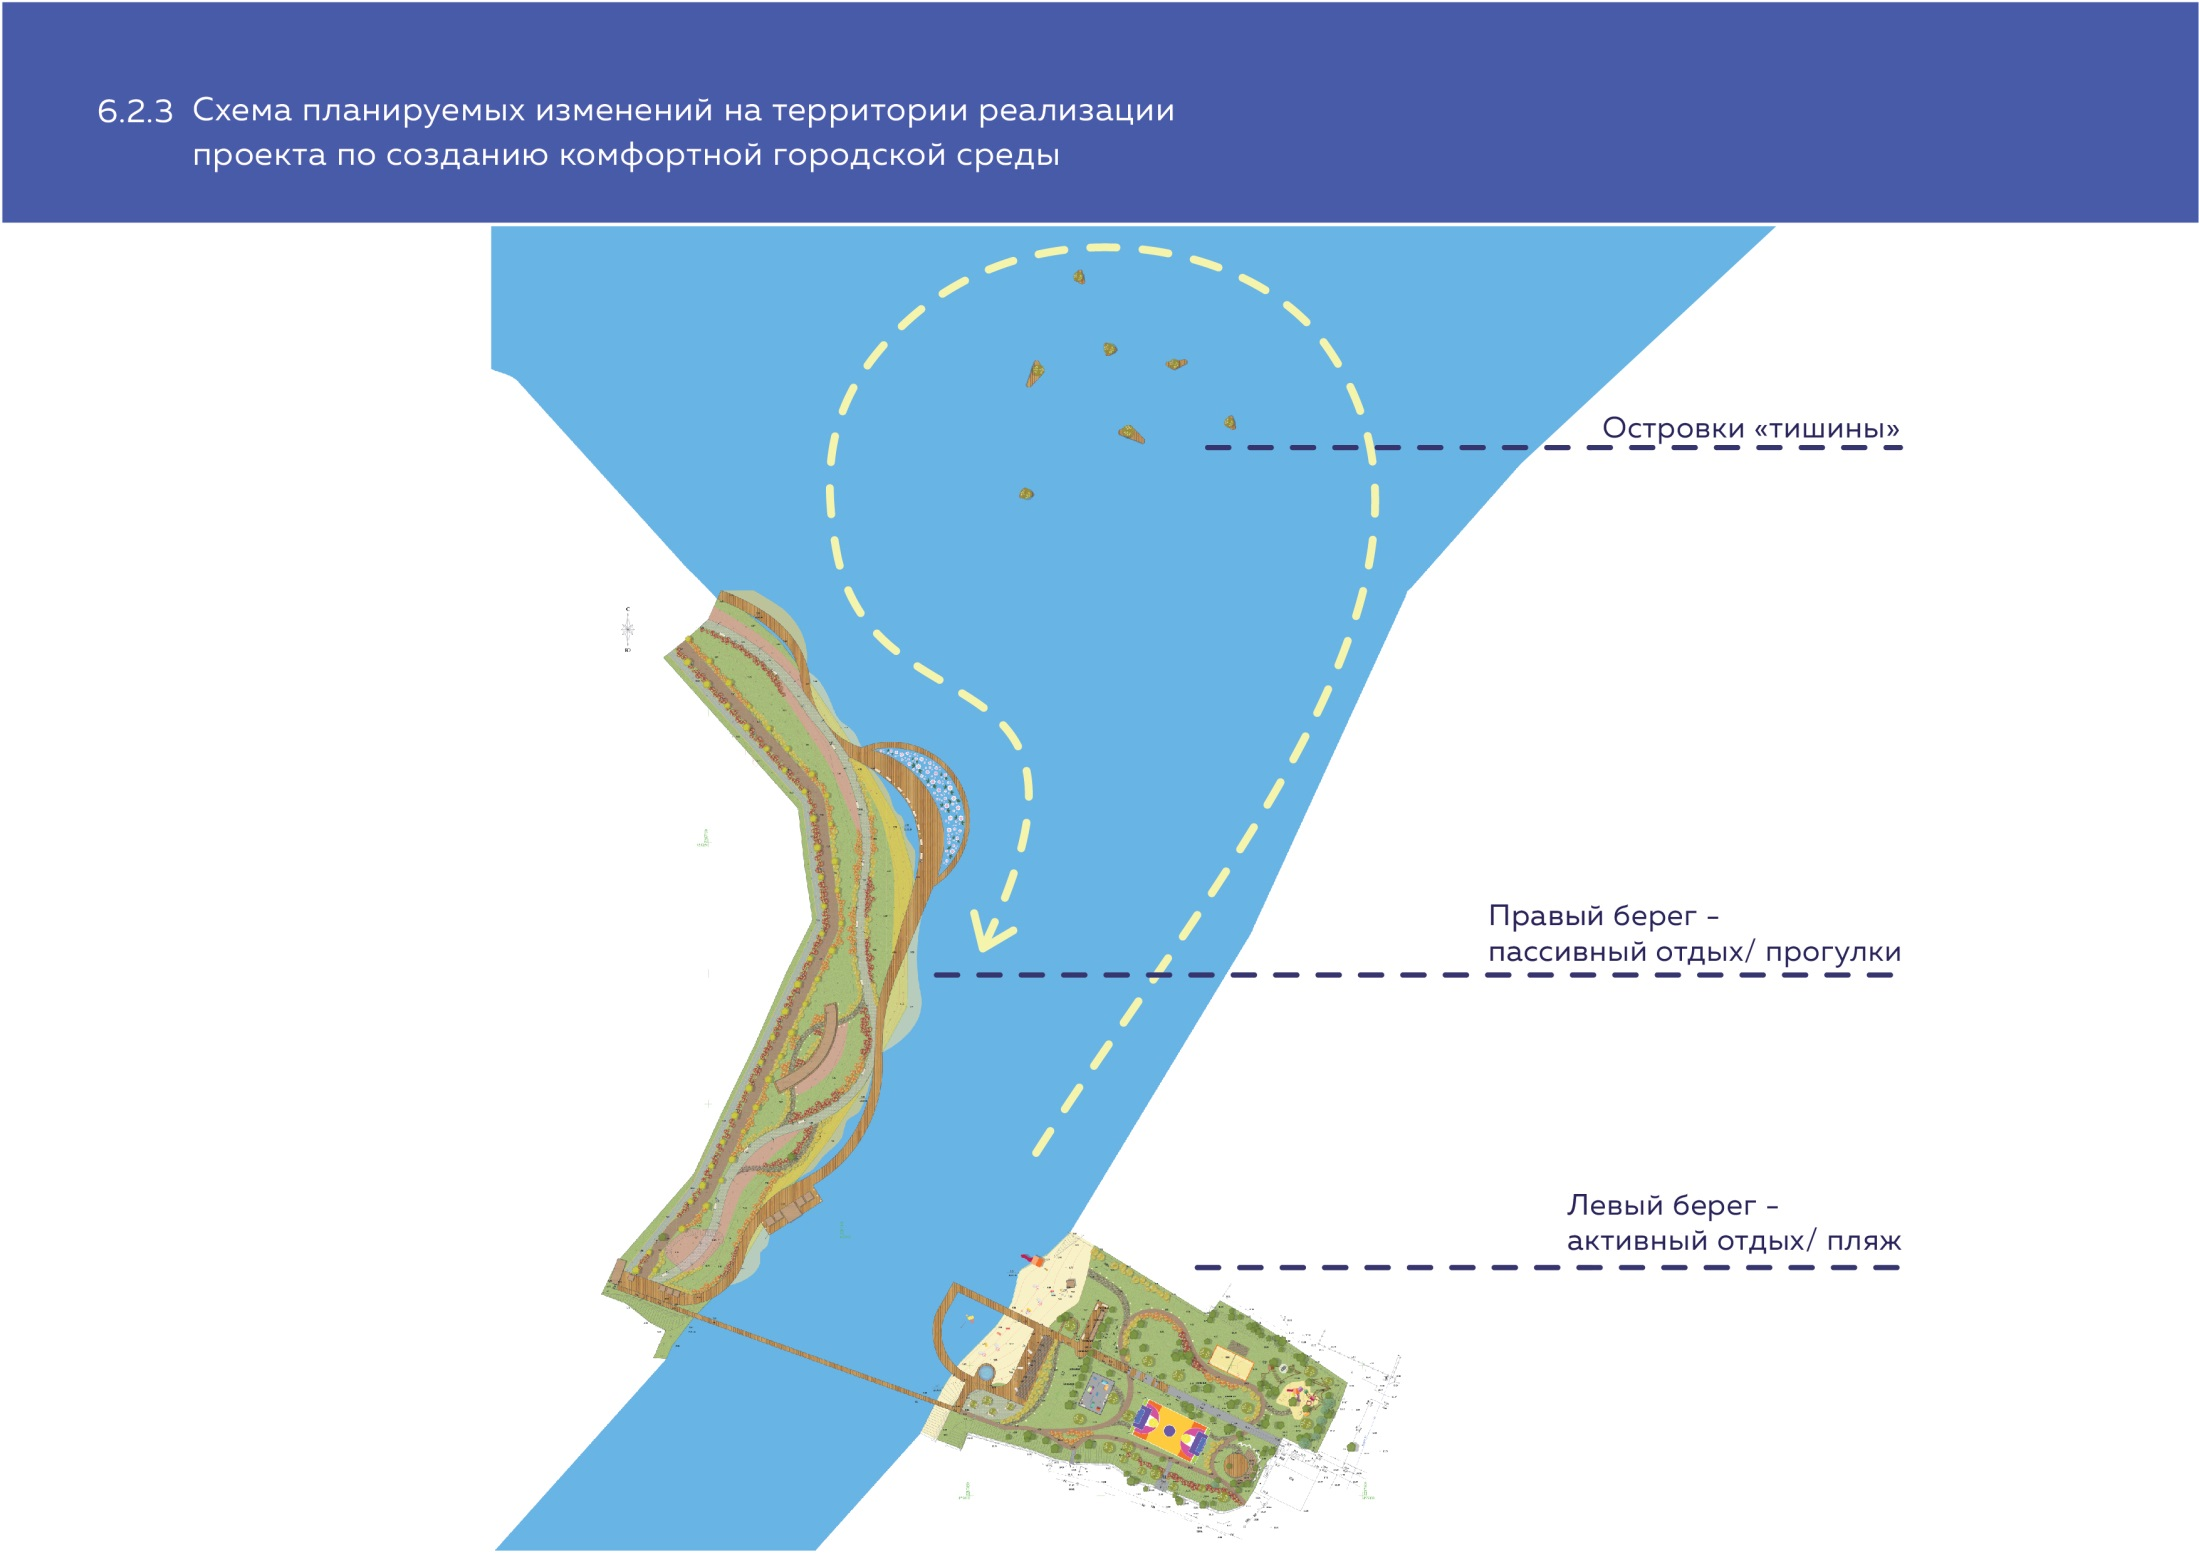 6.2.3 Схема планируемых изменений на территории реализации
проекта по созданию комфортной городской среды
Островки «тишины»
С
Ю
Правый берег -
пассивный отдых/ прогулки
Левый берег -
активный отдых/ пляж